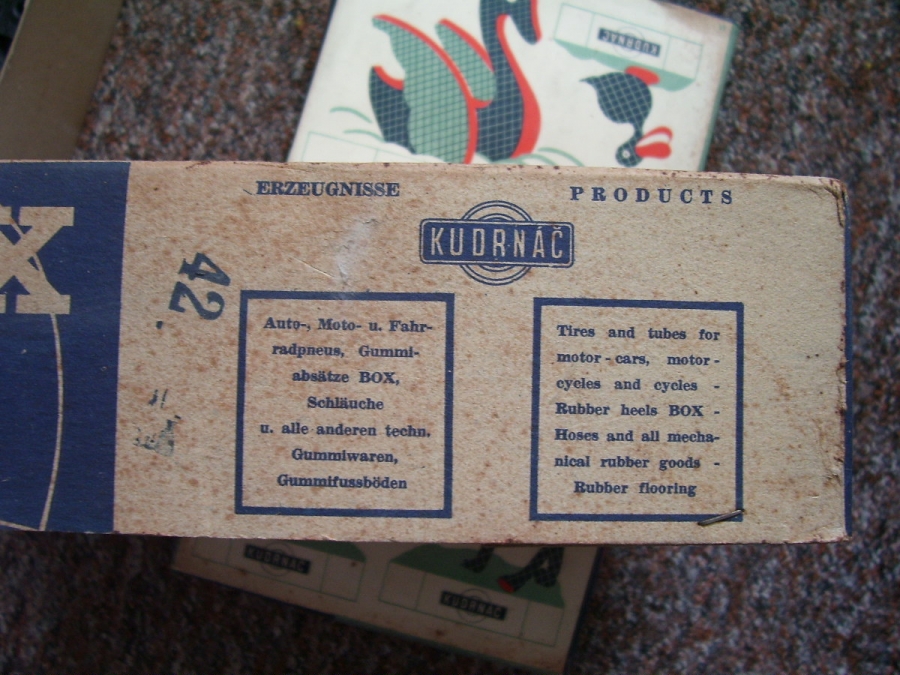 KUDRNÁČ
X
ERZEUGNISSE
PRODUCTS
KUDRNÁČ
42.
Auto-, Moto- u. Fahr-
radpneus, Gummi-
absätze BOX,
Schläuche
u. alle anderen techn.
Gummiwaren,
Gummifussböden
Tires and tubes for
motor - cars, motor -
cycles and cycles -
Rubber heels BOX -
Hoses and all mecha-
nical rubber goods -
Rubber flooring
KUDRNÁČ
KUDRNÁČ